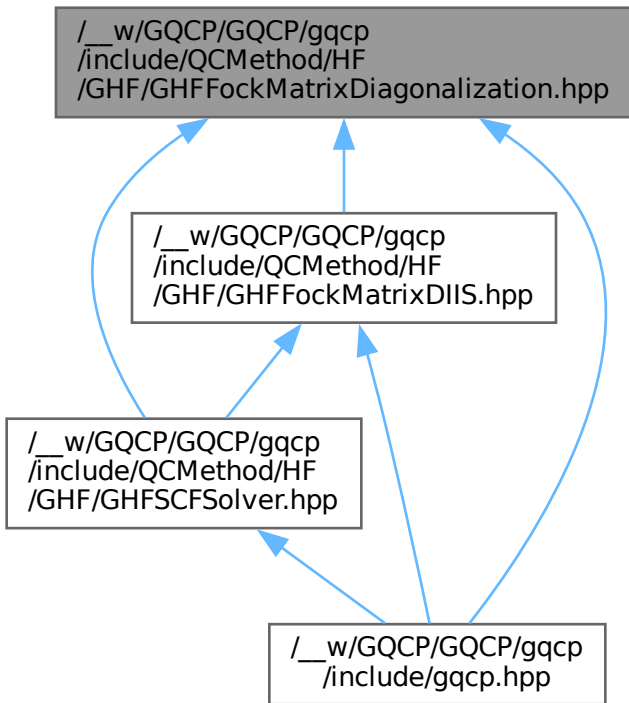 /__w/GQCP/GQCP/gqcp
/include/QCMethod/HF
/GHF/GHFFockMatrixDiagonalization.hpp
/__w/GQCP/GQCP/gqcp
/include/QCMethod/HF
/GHF/GHFFockMatrixDIIS.hpp
/__w/GQCP/GQCP/gqcp
/include/QCMethod/HF
/GHF/GHFSCFSolver.hpp
/__w/GQCP/GQCP/gqcp
/include/gqcp.hpp